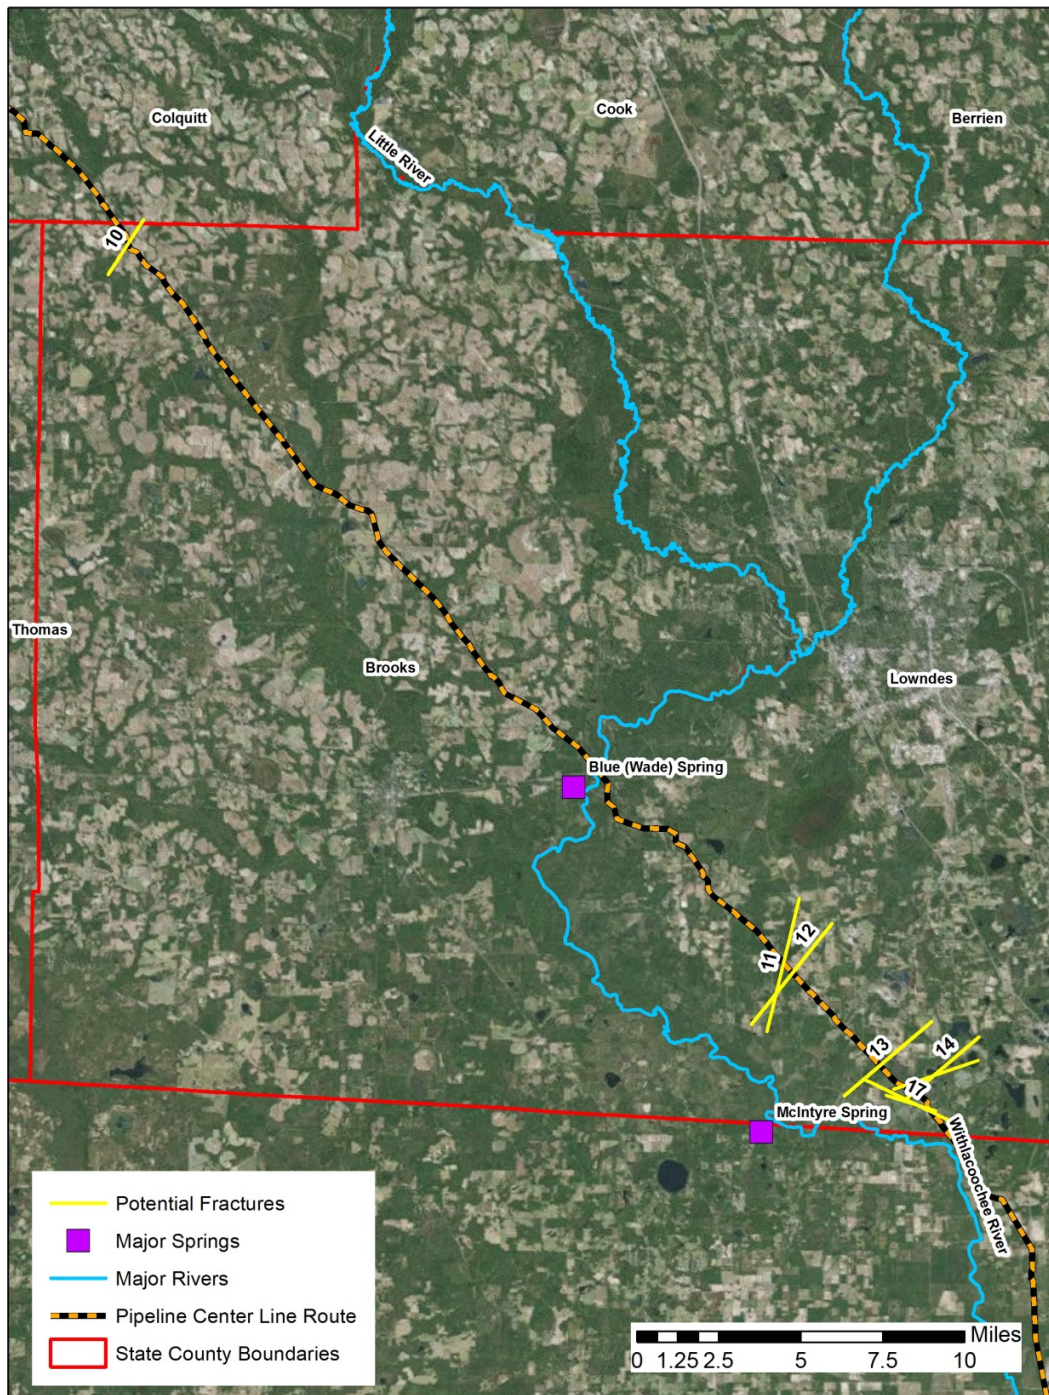 Colquitt
Cook
Berrien
Little River
10
Thomas
Brooks
Lowndes
Blue (Wade) Spring
11
12
13
14
17
McIntyre Spring
Withlacoochee River
Potential Fractures
Major Springs
Major Rivers
Pipeline Center Line Route
State County Boundaries
Miles
0 1.25 2.5 5 7.5 10